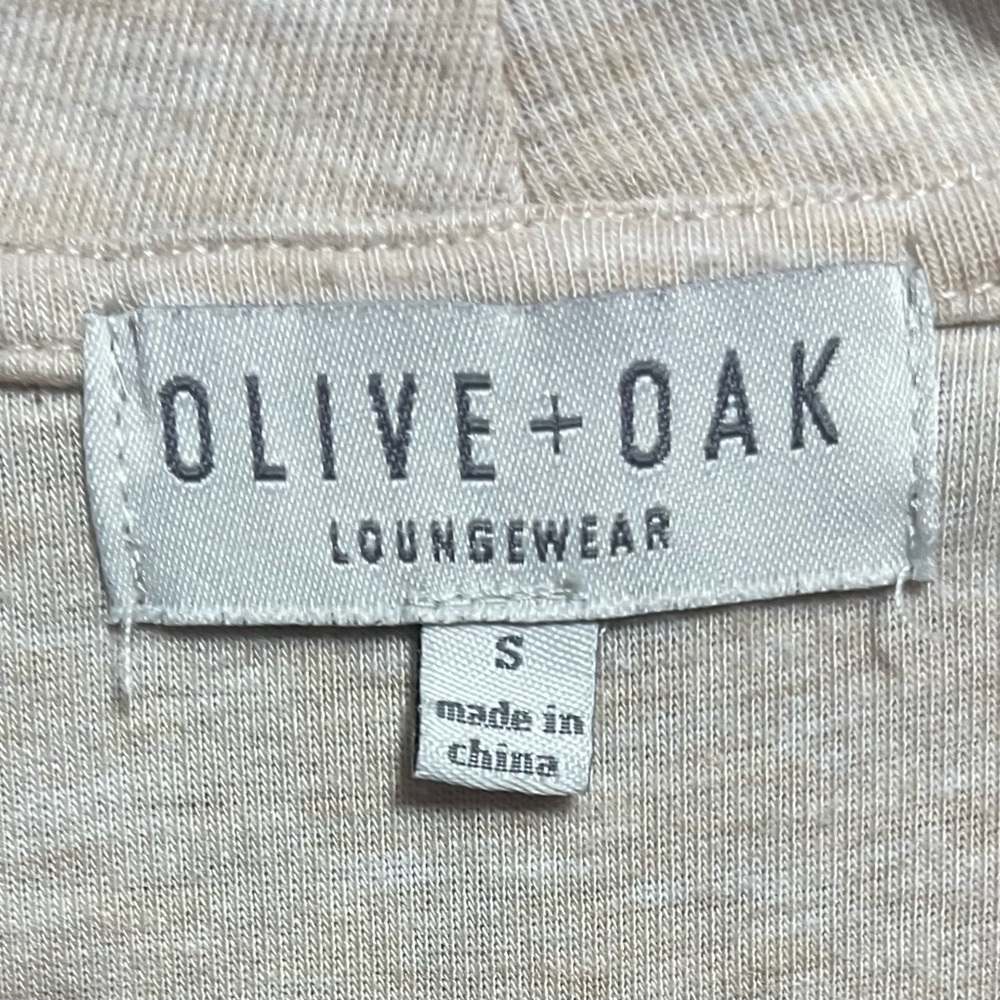 OLIVE + OAK
LOUNGEWEAR
S
made in
china